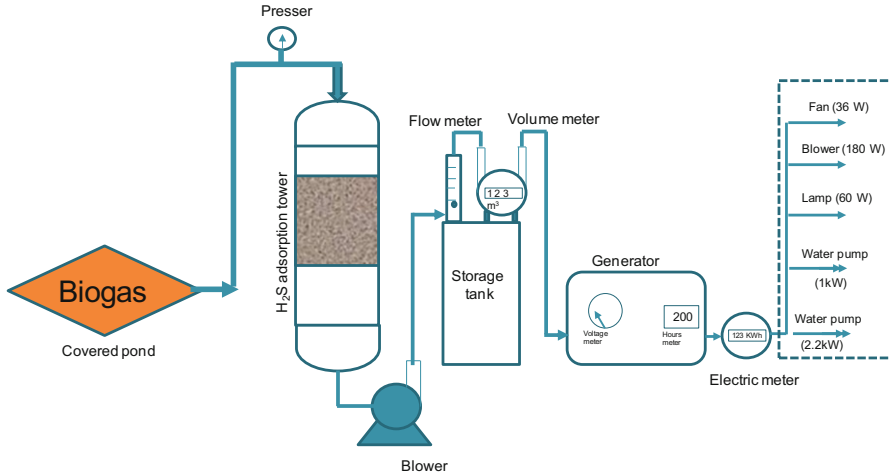 Presser
Biogas
Covered pond
H₂S adsorption tower
Blower
Flow meter
Volume meter
1 2 3
m³
Storage
tank
Generator
Voltage
meter
200
Hours
meter
123 KWh
Electric meter
Fan (36 W)
Blower (180 W)
Lamp (60 W)
Water pump
(1kW)
Water pump
(2.2kW)